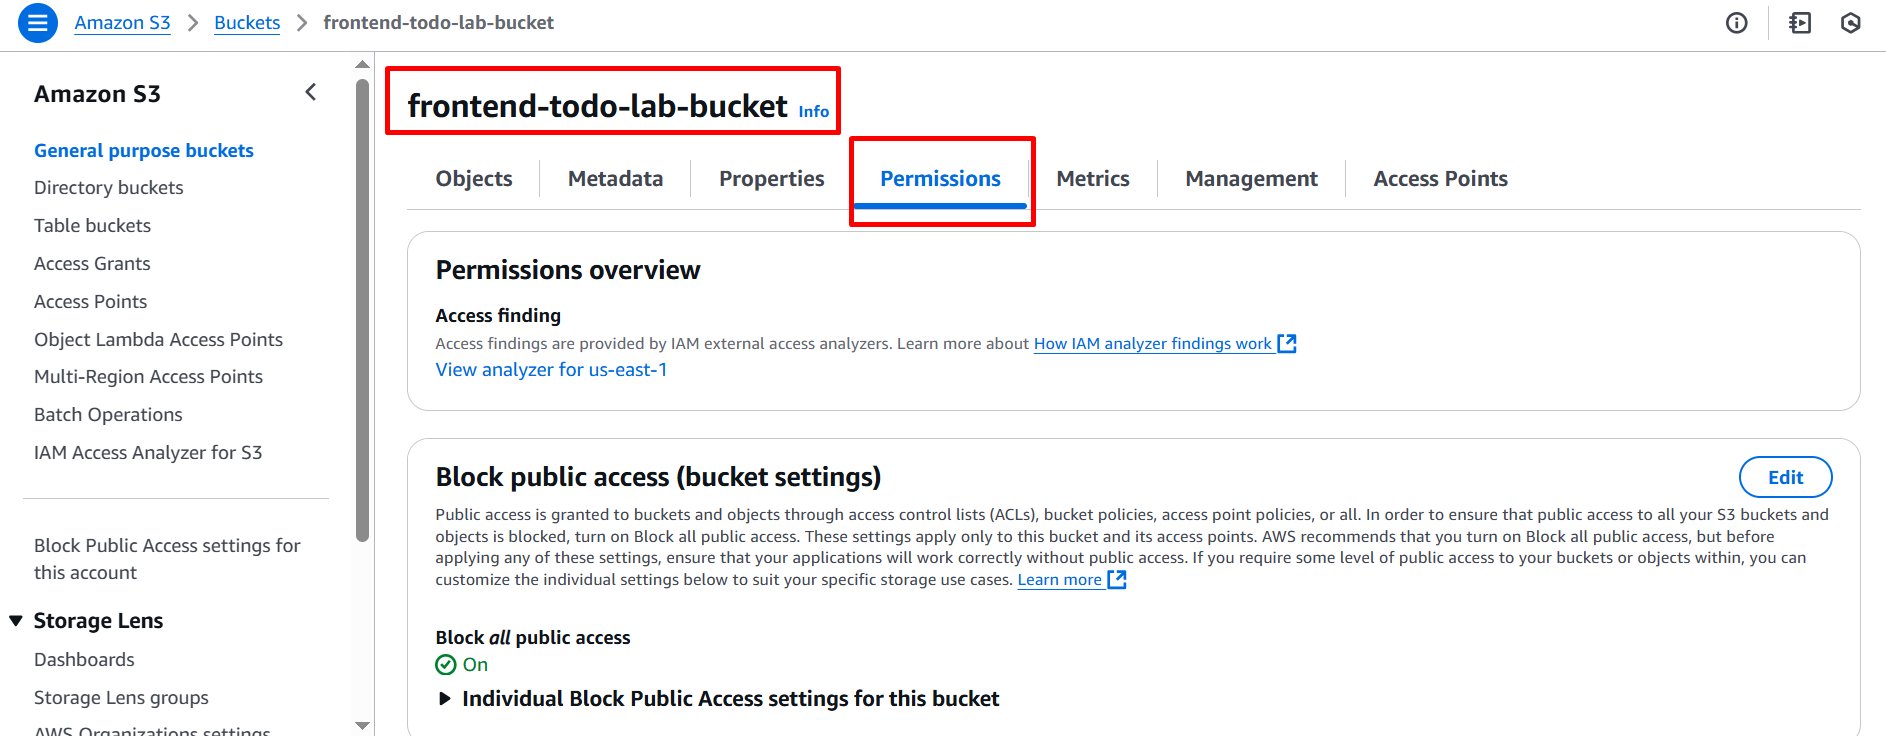 Amazon S3 > Buckets > frontend-todo-lab-bucket
Amazon S3
General purpose buckets
Directory buckets
Table buckets
Access Grants
Access Points
Object Lambda Access Points
Multi-Region Access Points
Batch Operations
IAM Access Analyzer for S3
Block Public Access settings for
this account
Storage Lens
Dashboards
Storage Lens groups
AWS Organizations settings
frontend-todo-lab-bucket Info
Objects Metadata Properties Permissions Metrics Management Access Points
Permissions overview
Access finding
Access findings are provided by IAM external access analyzers. Learn more about How IAM analyzer findings work
View analyzer for us-east-1
Block public access (bucket settings)
Edit
Public access is granted to buckets and objects through access control lists (ACLs), bucket policies, access point policies, or all. In order to ensure that public access to all your S3 buckets and
objects is blocked, turn on Block all public access. These settings apply only to this bucket and its access points. AWS recommends that you turn on Block all public access, but before
applying any of these settings, ensure that your applications will work correctly without public access. If you require some level of public access to your buckets or objects within, you can
customize the individual settings below to suit your specific storage use cases. Learn more
Block all public access
On
Individual Block Public Access settings for this bucket